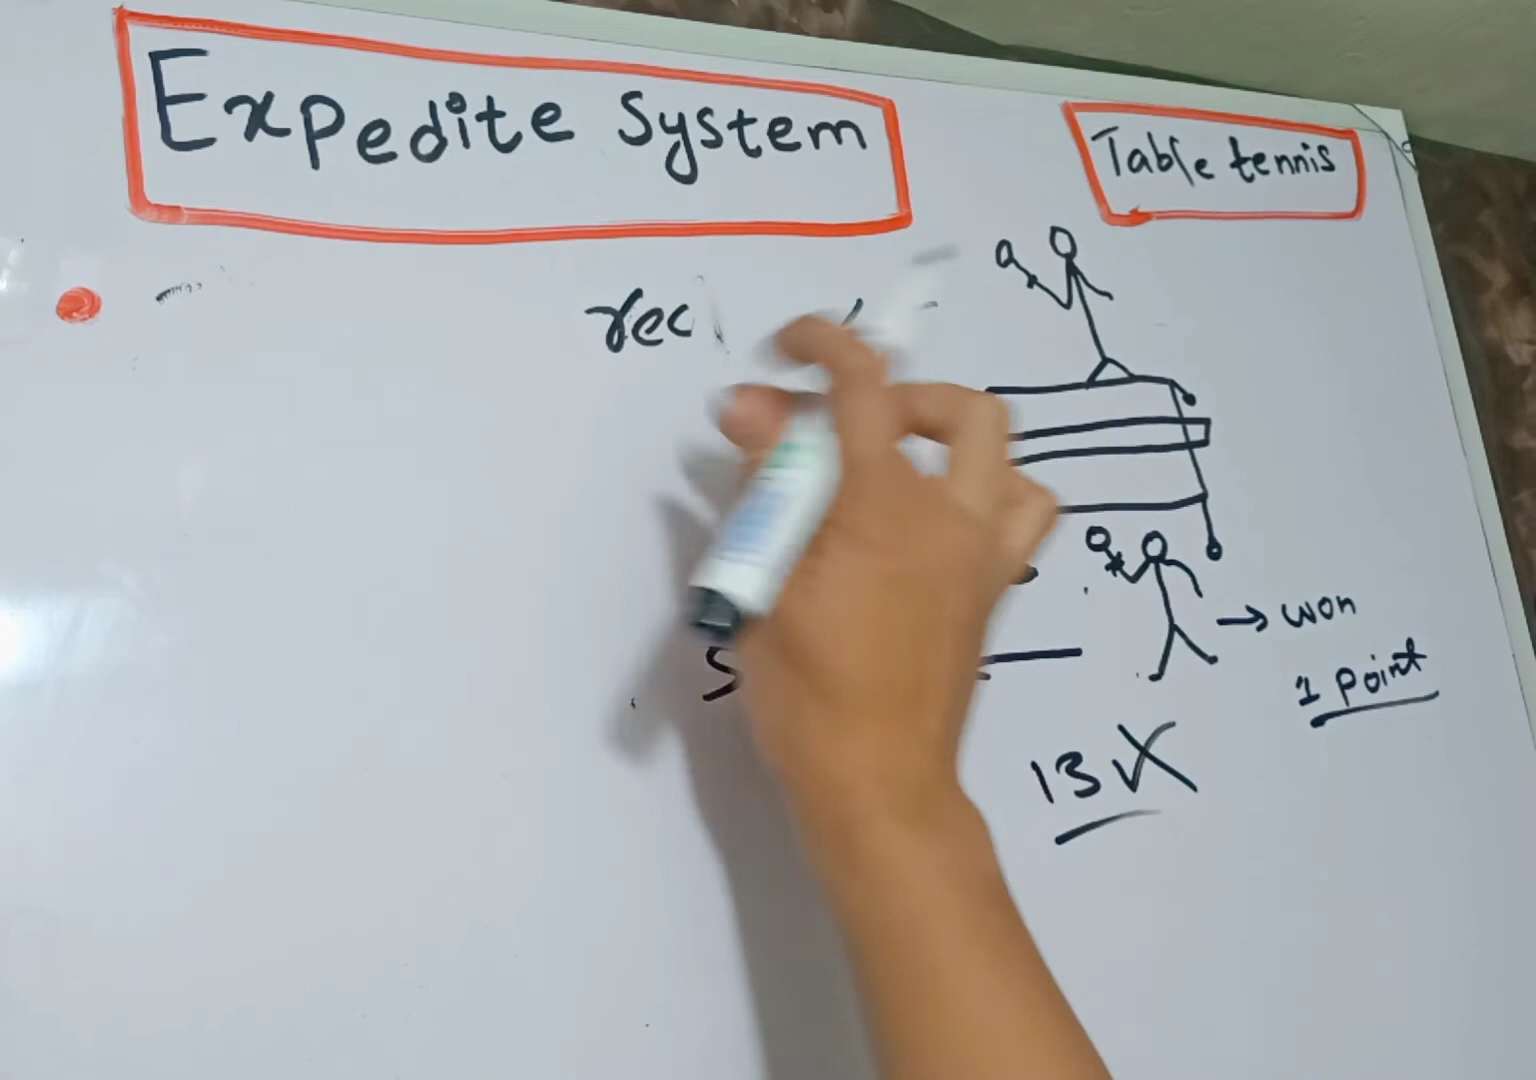 Expedite System
Table tennis
rec
won
1 point
13